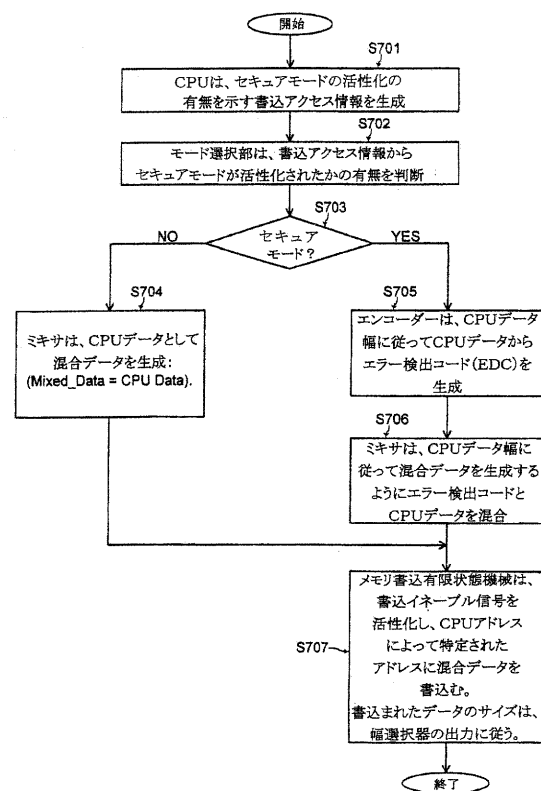 開始
S701
CPUは、セキュアモードの活性化の
有無を示す書込アクセス情報を生成
S702
モード選択部は、書込アクセス情報から
セキュアモードが活性化されたかの有無を判断
S703
セキュア
モード？
NO
YES
S704
ミキサは、CPUデータとして
混合データを生成：
(Mixed_Data = CPU Data).
S705
エンコーダーは、CPUデータ
幅に従ってCPUデータから
エラー検出コード(EDC)を
生成
S706
ミキサは、CPUデータ幅に
従って混合データを生成する
ようにエラー検出コードと
CPUデータを混合
S707
メモリ書込有限状態機械は、
書込イネーブル信号を
活性化し、CPUアドレス
によって特定された
アドレスに混合データを
書込む。
書込まれたデータのサイズは、
幅選択器の出力に従う。
終了